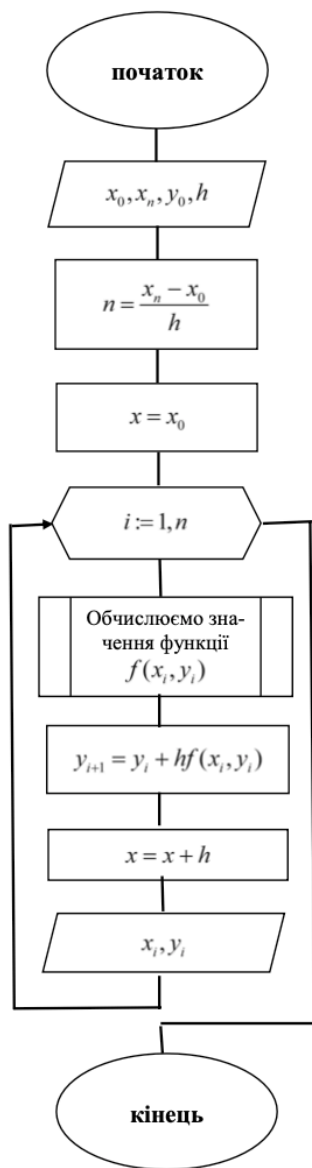 початок
x₀, xₙ, y₀, h
n = (xₙ − x₀) / h
x = x₀
i := 1, n
Обчислюємо зна-
чення функції
f(xᵢ, yᵢ)
yᵢ₊₁ = yᵢ + hf(xᵢ, yᵢ)
x = x + h
xᵢ, yᵢ
кінець